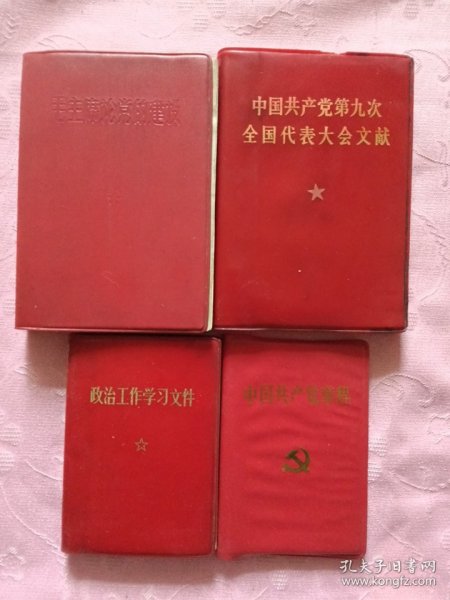 毛主席论党的建设
中国共产党第九次
全国代表大会文献
政治工作学习文件
中国共产党章程
孔夫子旧书网
www.kongfz.com